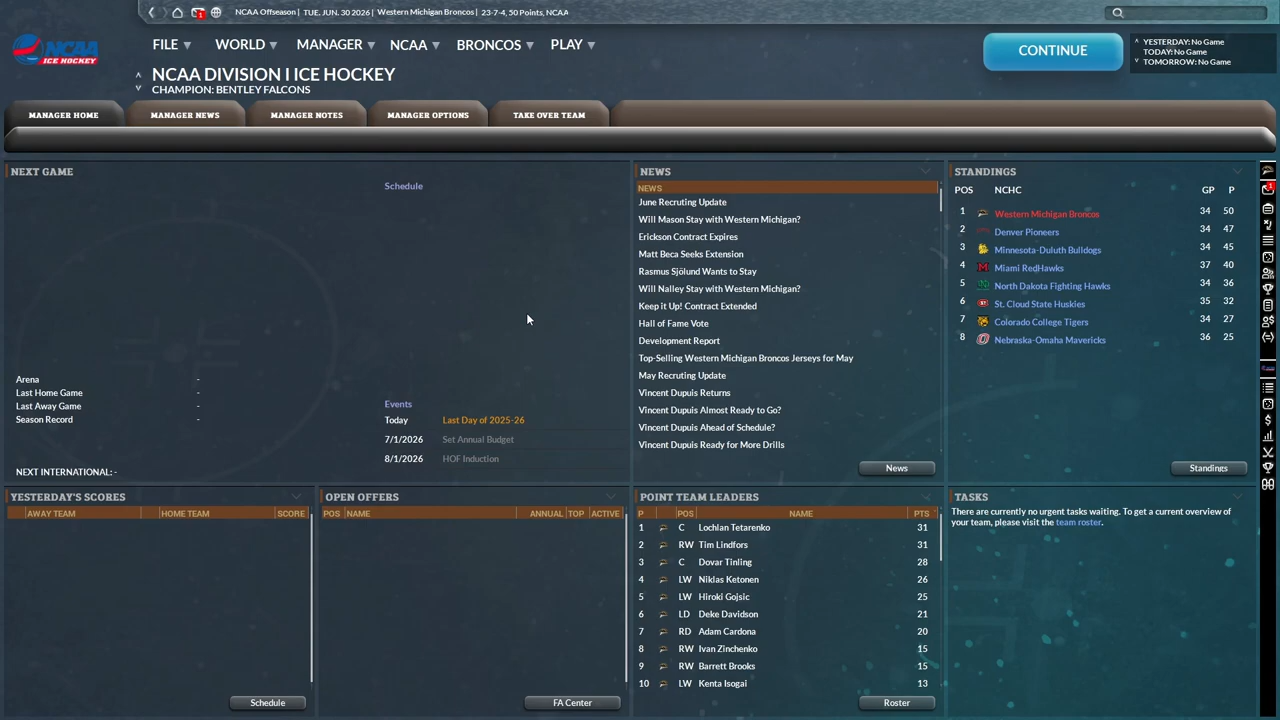 NCAA Offseason | TUE. JUN. 30 2026 | Western Michigan Broncos | 23-7-4, 50 Points, NCAA
NCAA
ICE HOCKEY
FILE WORLD MANAGER NCAA BRONCOS PLAY
CONTINUE
YESTERDAY: No Game
TODAY: No Game
TOMORROW: No Game
NCAA DIVISION I ICE HOCKEY
CHAMPION: BENTLEY FALCONS
MANAGER HOME MANAGER NEWS MANAGER NOTES MANAGER OPTIONS TAKE OVER TEAM
NEXT GAME
Schedule
Arena -
Last Home Game -
Last Away Game -
Season Record -
NEXT INTERNATIONAL: -
Events
Today Last Day of 2025-26
7/1/2026 Set Annual Budget
8/1/2026 HOF Induction
NEWS
NEWS
June Recruting Update
Will Mason Stay with Western Michigan?
Erickson Contract Expires
Matt Beca Seeks Extension
Rasmus Sjölund Wants to Stay
Will Nalley Stay with Western Michigan?
Keep it Up! Contract Extended
Hall of Fame Vote
Development Report
Top-Selling Western Michigan Broncos Jerseys for May
May Recruting Update
Vincent Dupuis Returns
Vincent Dupuis Almost Ready to Go?
Vincent Dupuis Ahead of Schedule?
Vincent Dupuis Ready for More Drills
News
STANDINGS
POS NCHC GP P
1 Western Michigan Broncos 34 50
2 Denver Pioneers 34 47
3 Minnesota-Duluth Bulldogs 34 45
4 Miami RedHawks 37 40
5 North Dakota Fighting Hawks 34 36
6 St. Cloud State Huskies 35 32
7 Colorado College Tigers 34 27
8 Nebraska-Omaha Mavericks 36 25
Standings
YESTERDAY'S SCORES
AWAY TEAM HOME TEAM SCORE
Schedule
OPEN OFFERS
POS NAME ANNUAL TOP ACTIVE
FA Center
POINT TEAM LEADERS
P POS NAME PTS
1 C Lochlan Tetarenko 31
2 RW Tim Lindfors 31
3 C Dovar Tinling 28
4 LW Niklas Ketonen 26
5 LW Hiroki Gojsic 25
6 LD Deke Davidson 21
7 RD Adam Cardona 20
8 RW Ivan Zinchenko 15
9 RW Barrett Brooks 15
10 LW Kenta Isogai 13
Roster
TASKS
There are currently no urgent tasks waiting. To get a current overview
of your team, please visit the team roster.